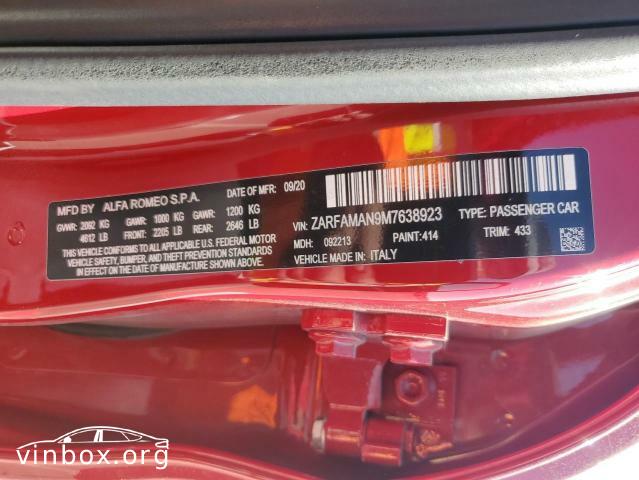 MFD BY: ALFA ROMEO S.P.A. DATE OF MFR: 09/20
GVWR: 2092 KG GAWR: 1000 KG GAWR: 1200 KG
4612 LB FRONT: 2205 LB REAR: 2646 LB
THIS VEHICLE CONFORMS TO ALL APPLICABLE U.S. FEDERAL MOTOR
VEHICLE SAFETY, BUMPER, AND THEFT PREVENTION STANDARDS
IN EFFECT ON THE DATE OF MANUFACTURE SHOWN ABOVE.
VIN: ZARFAMAN9M7638923 TYPE: PASSENGER CAR
MDH: 092213 PAINT: 414 TRIM: 433
VEHICLE MADE IN: ITALY
vinbox.org